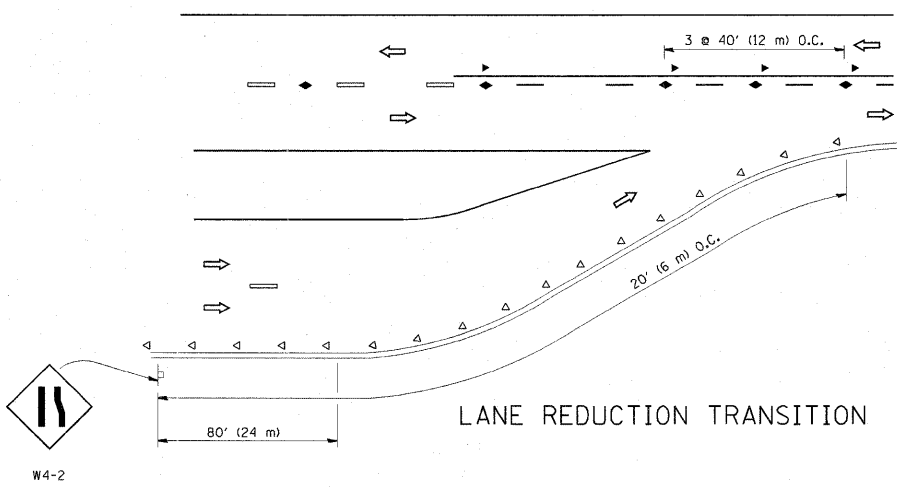 3 @ 40' (12 m) O.C.
20' (6 m) O.C.
LANE REDUCTION TRANSITION
80' (24 m)
W4-2